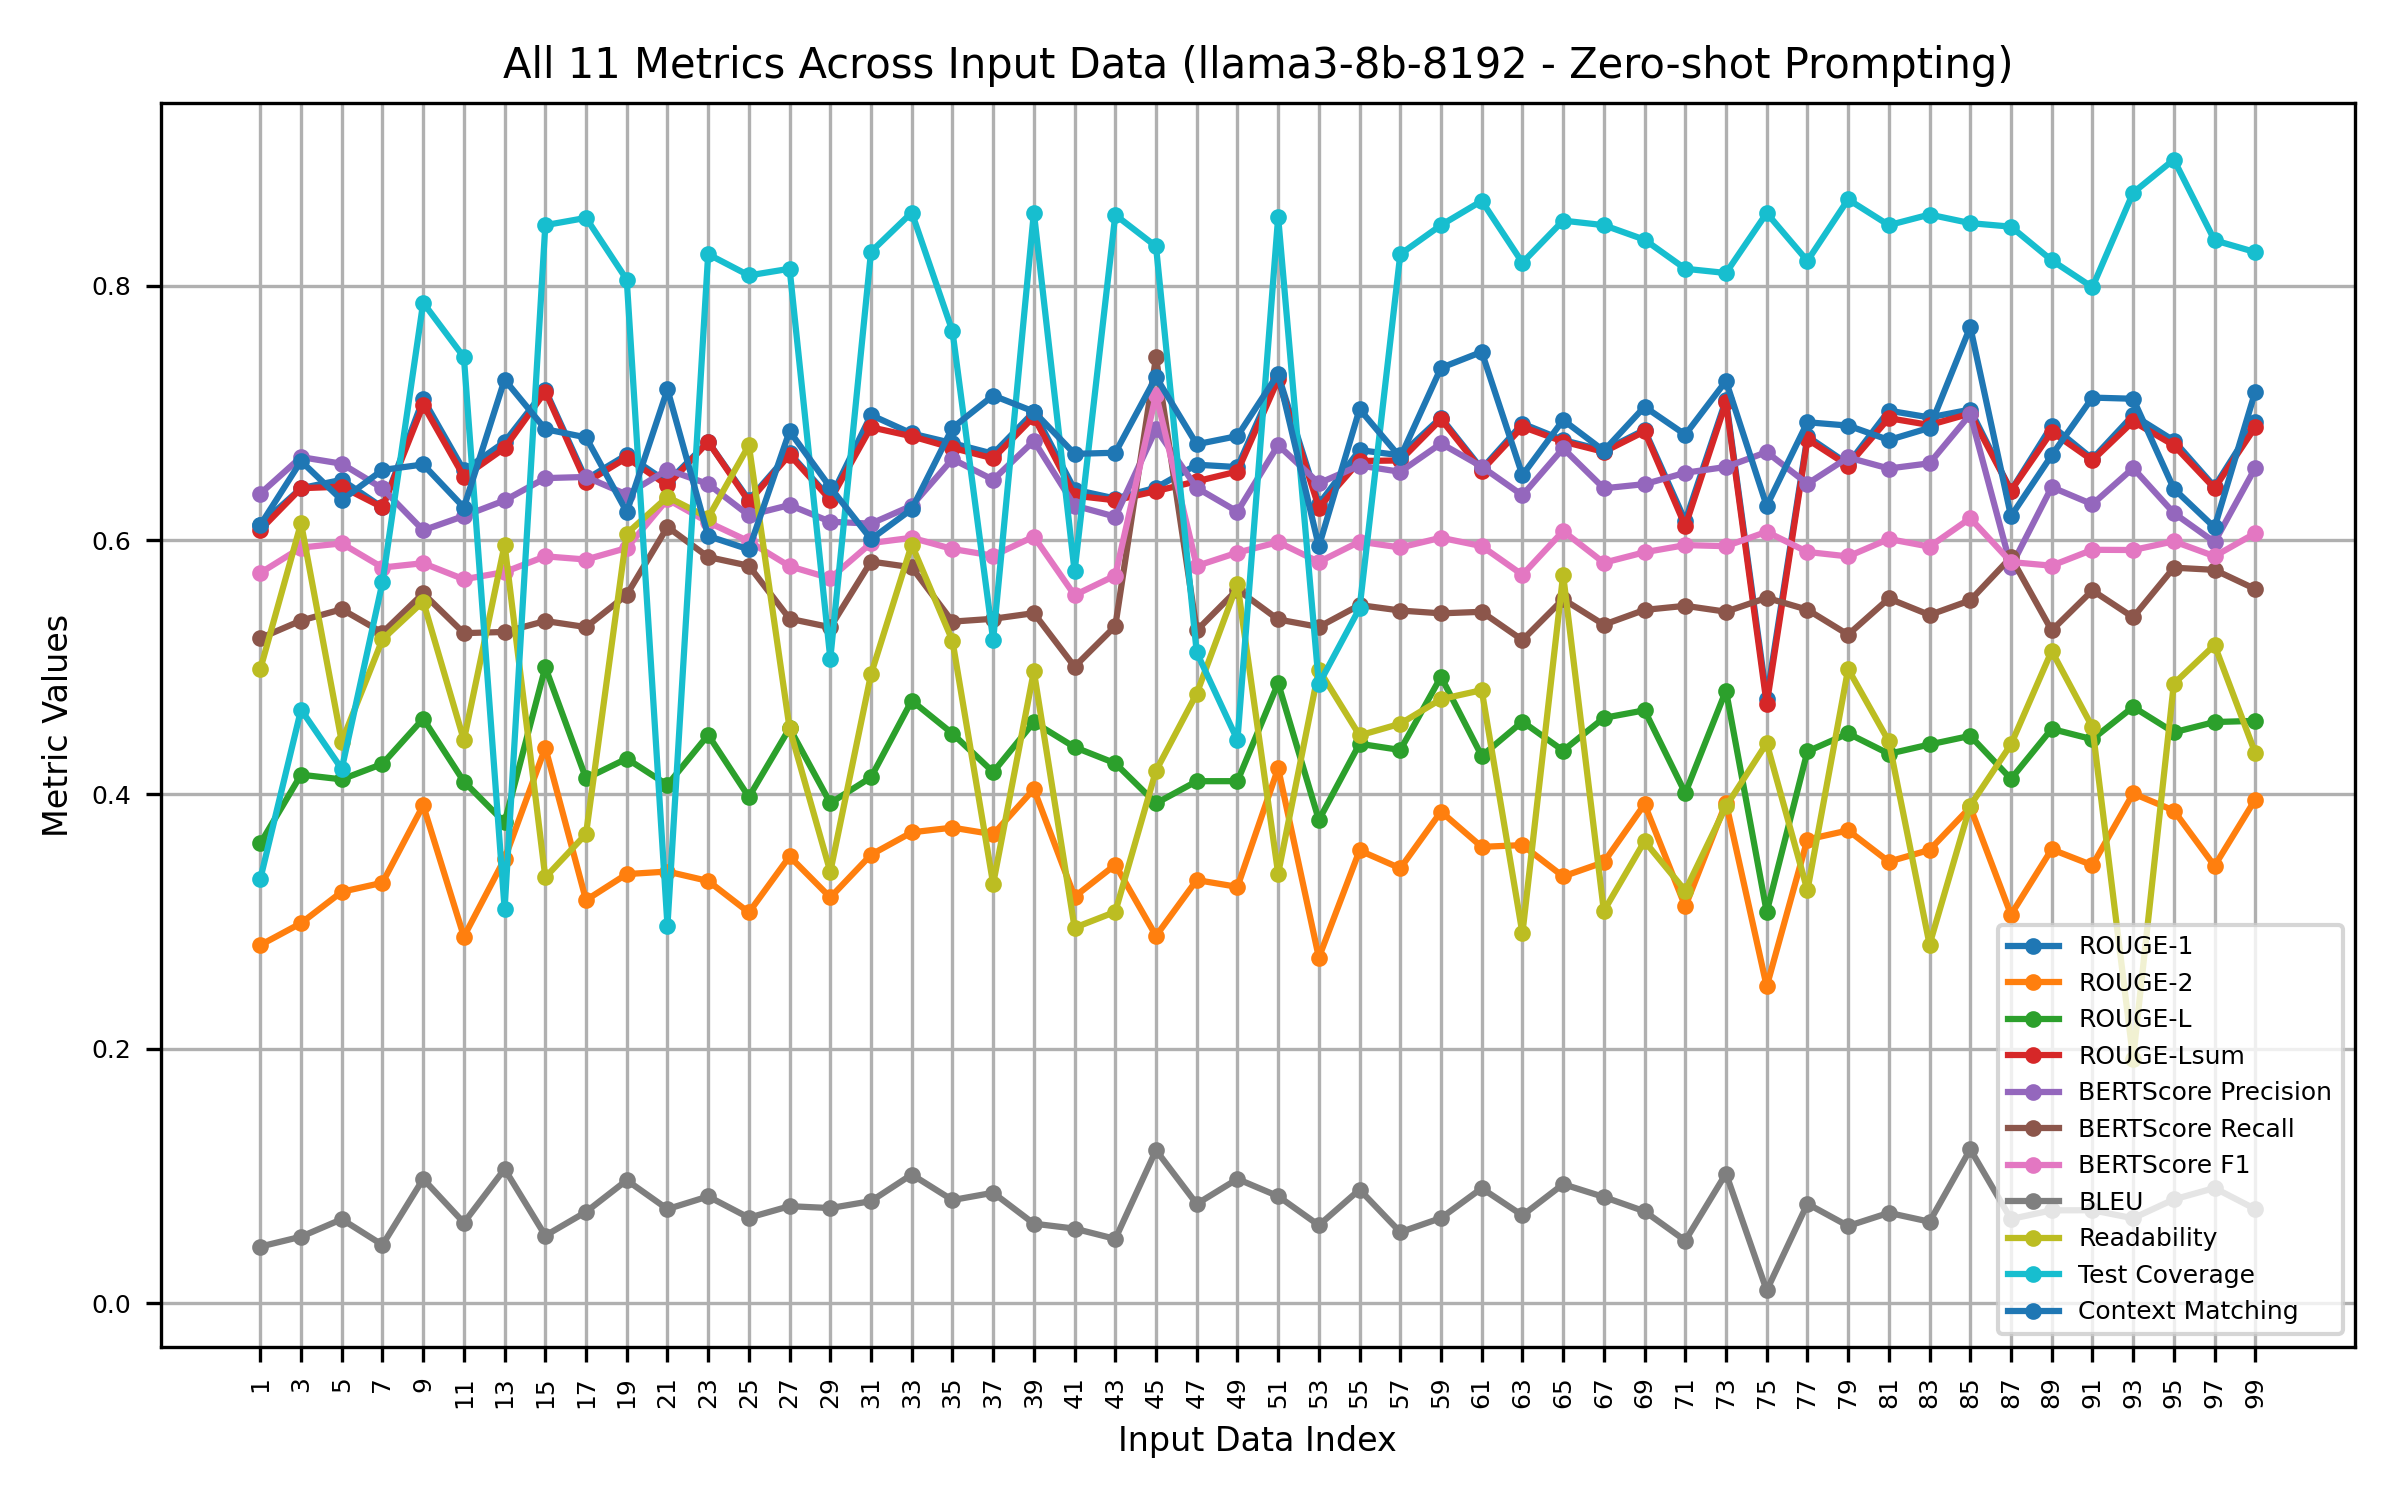 All 11 Metrics Across Input Data (llama3-8b-8192 - Zero-shot Prompting)
Metric Values
0.8
0.6
0.4
0.2
0.0
ROUGE-1
ROUGE-2
ROUGE-L
ROUGE-Lsum
BERTScore Precision
BERTScore Recall
BERTScore F1
BLEU
Readability
Test Coverage
Context Matching
1 3 5 7 9 11 13 15 17 19 21 23 25 27 29 31 33 35 37 39 41 43 45 47 49 51 53 55 57 59 61 63 65 67 69 71 73 75 77 79 81 83 85 87 89 91 93 95 97 99
Input Data Index